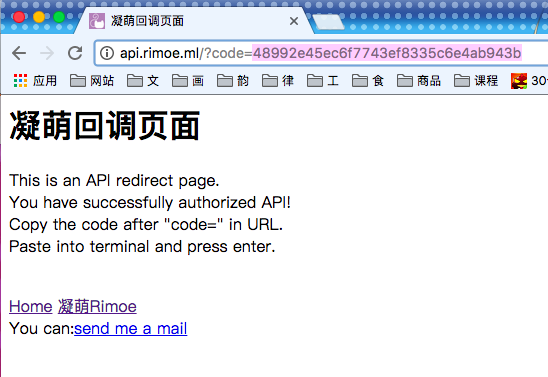 凝萌回调页面
api.rimoe.ml/?code=48992e45ec6f7743ef8335c6e4ab943b
应用 网站 文 画 韵 律 工 食 商品 课程 30
凝萌回调页面
This is an API redirect page.
You have successfully authorized API!
Copy the code after "code=" in URL.
Paste into terminal and press enter.
Home 凝萌Rimoe
You can:send me a mail